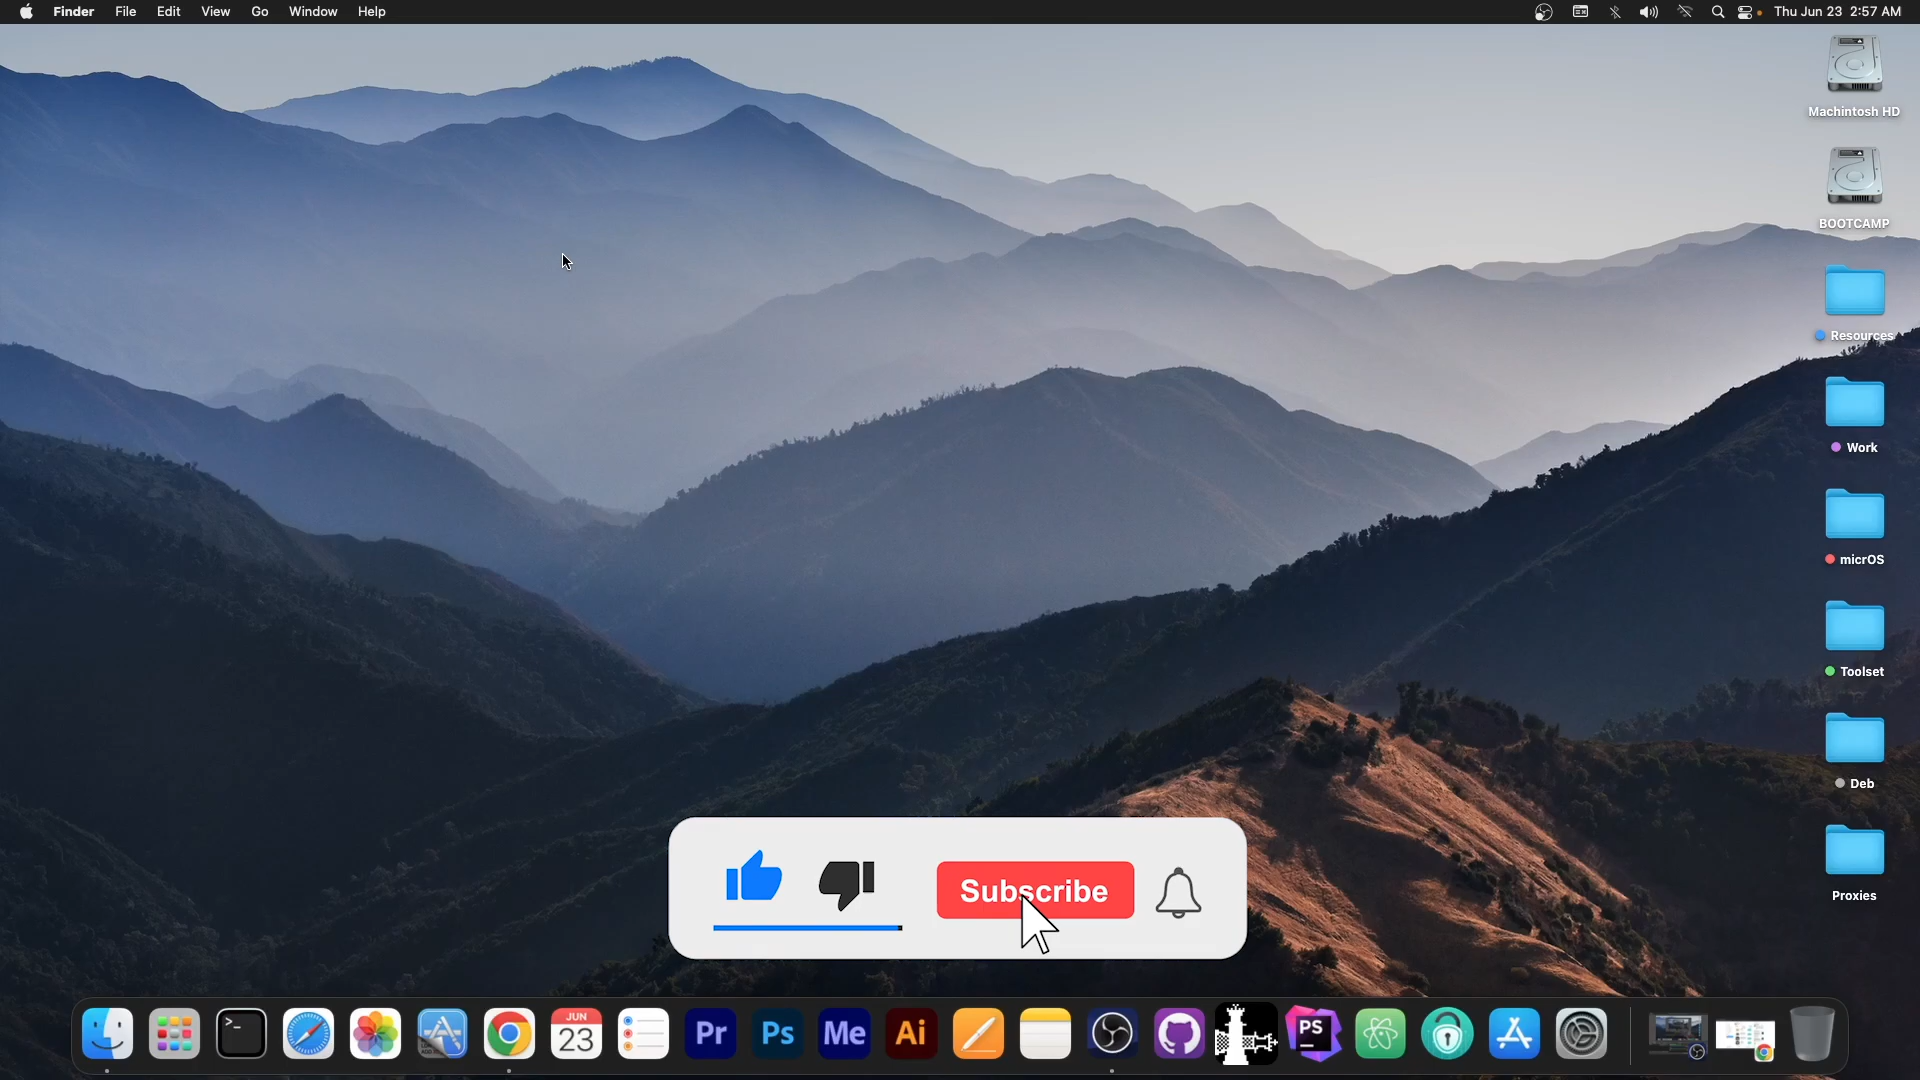 Finder File Edit View Go Window Help Thu Jun 23 2:57 AM
Machintosh HD
BOOTCAMP
Resources
Work
micrOS
Toolset
Deb
Proxies
Subscribe
>_
JUN
23
Pr
Ps
Me
Ai
PS